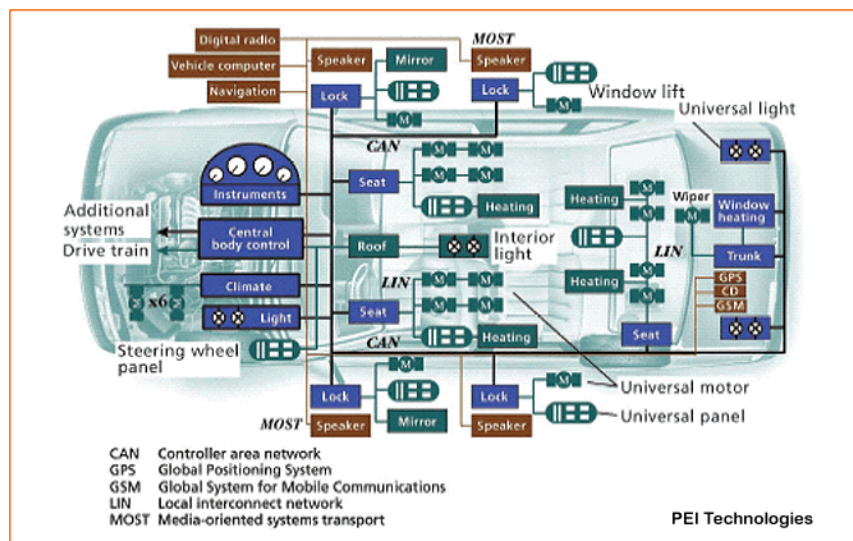 MOST
Digital radio
Speaker
Mirror
Speaker
Vehicle computer
Navigation
Lock
Lock
Window lift
Universal light
CAN
M
M
M
M
M
M
Instruments
Seat
Heating
Heating
M
M
Wiper
M
Window
heating
Additional
systems
Drive train
Central
body control
Roof
Interior
light
LIN
Trunk
GPS
CD
GSM
x6
Climate
LIN
M
M
M
M
Heating
M
M
Light
Seat
Heating
Seat
CAN
Steering wheel
panel
M
M
Universal motor
Lock
Lock
Universal panel
MOST
Speaker
Mirror
Speaker
CAN Controller area network
GPS Global Positioning System
GSM Global System for Mobile Communications
LIN Local interconnect network
MOST Media-oriented systems transport
PEI Technologies